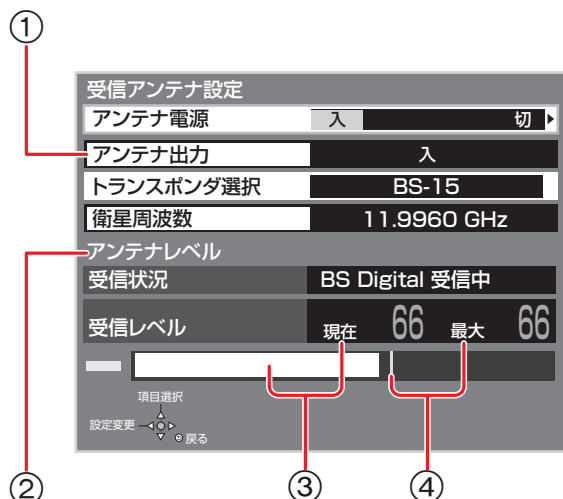 ①
受信アンテナ設定
アンテナ電源 入 切
アンテナ出力 入
トランスポンダ選択 BS-15
衛星周波数 11.9960 GHz
アンテナレベル
受信状況 BS Digital 受信中
受信レベル 現在 66 最大 66
項目選択
設定変更
戻る
② ③ ④